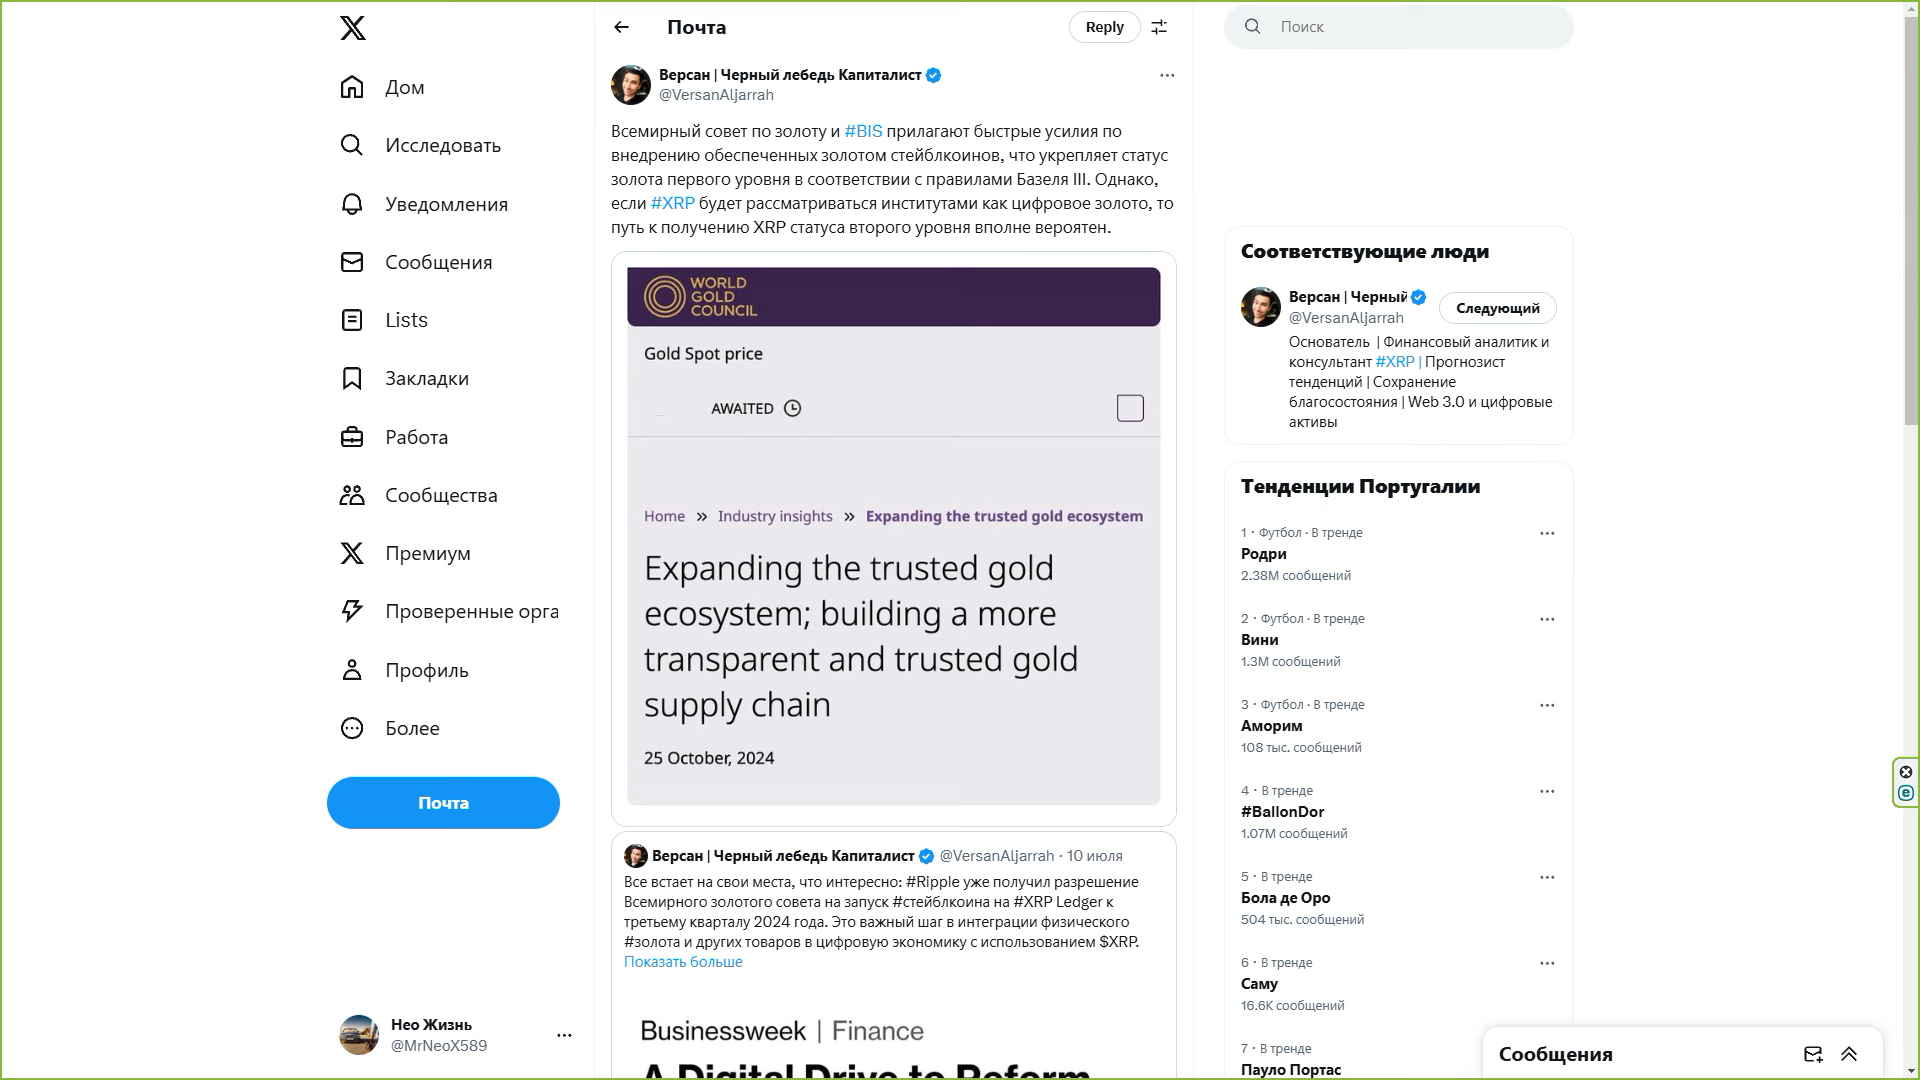 Дом
Исследовать
Уведомления
Сообщения
Lists
Закладки
Работа
Сообщества
Премиум
Проверенные орга
Профиль
Более
Почта
Нео Жизнь
@MrNeoX589
Почта
Reply
Версан | Черный лебедь Капиталист
@VersanAljarrah
Всемирный совет по золоту и #BIS прилагают быстрые усилия по
внедрению обеспеченных золотом стейблкоинов, что укрепляет статус
золота первого уровня в соответствии с правилами Базеля III. Однако,
если #XRP будет рассматриваться институтами как цифровое золото, то
путь к получению XRP статуса второго уровня вполне вероятен.
WORLD
GOLD
COUNCIL
Gold Spot price
AWAITED
Home » Industry insights » Expanding the trusted gold ecosystem
Expanding the trusted gold
ecosystem; building a more
transparent and trusted gold
supply chain
25 October, 2024
Версан | Черный лебедь Капиталист @VersanAljarrah · 10 июля
Все встает на свои места, что интересно: #Ripple уже получил разрешение
Всемирного золотого совета на запуск #стейблкоина на #XRP Ledger к
третьему кварталу 2024 года. Это важный шаг в интеграции физического
#золота и других товаров в цифровую экономику с использованием $XRP.
Показать больше
Businessweek | Finance
A Digital Drive to Reform
Поиск
Соответствующие люди
Версан | Черный
@VersanAljarrah
Следующий
Основатель | Финансовый аналитик и
консультант #XRP | Прогнозист
тенденций | Сохранение
благосостояния | Web 3.0 и цифровые
активы
Тенденции Португалии
1 · Футбол · В тренде
Родри
2.38M сообщений
2 · Футбол · В тренде
Вини
1.3M сообщений
3 · Футбол · В тренде
Аморим
108 тыс. сообщений
4 · В тренде
#BallonDor
1.07M сообщений
5 · В тренде
Бола де Оро
504 тыс. сообщений
6 · В тренде
Саму
16.6K сообщений
7 · В тренде
Пауло Портас
Сообщения